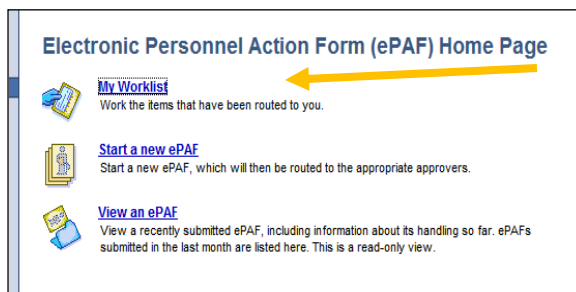 Electronic Personnel Action Form (ePAF) Home Page
My Worklist
Work the items that have been routed to you.
Start a new ePAF
Start a new ePAF, which will then be routed to the appropriate approvers.
View an ePAF
View a recently submitted ePAF, including information about its handling so far. ePAFs
submitted in the last month are listed here. This is a read-only view.